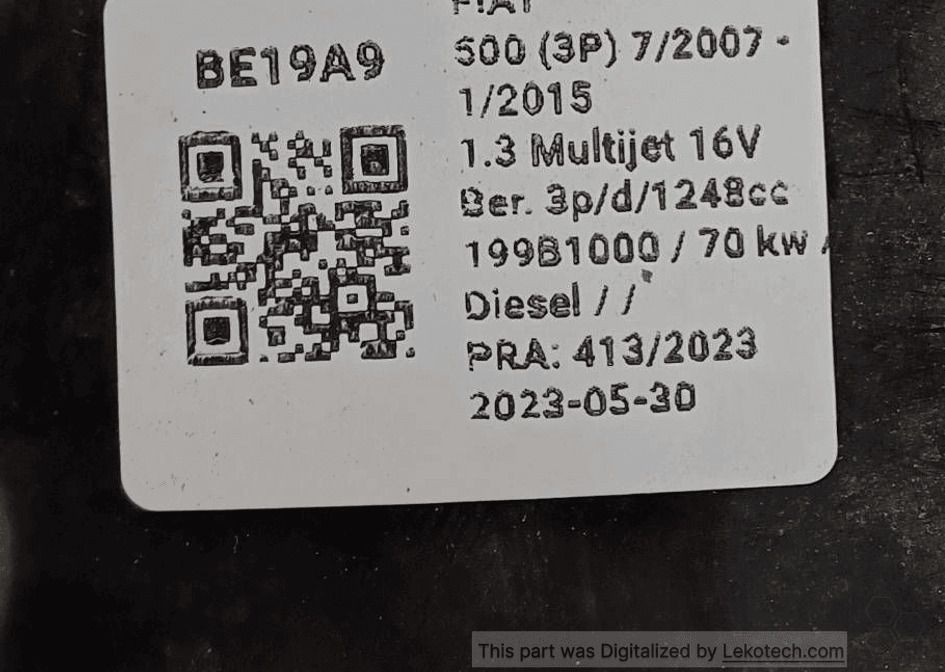 BE19A9
FIAT
500 (3P) 7/2007 -
1/2015
1.3 Multijet 16V
Ber. 3p/d/1248cc
199B1000 / 70 kw /
Diesel / /
PRA: 413/2023
2023-05-30
This part was Digitalized by Lekotech.com